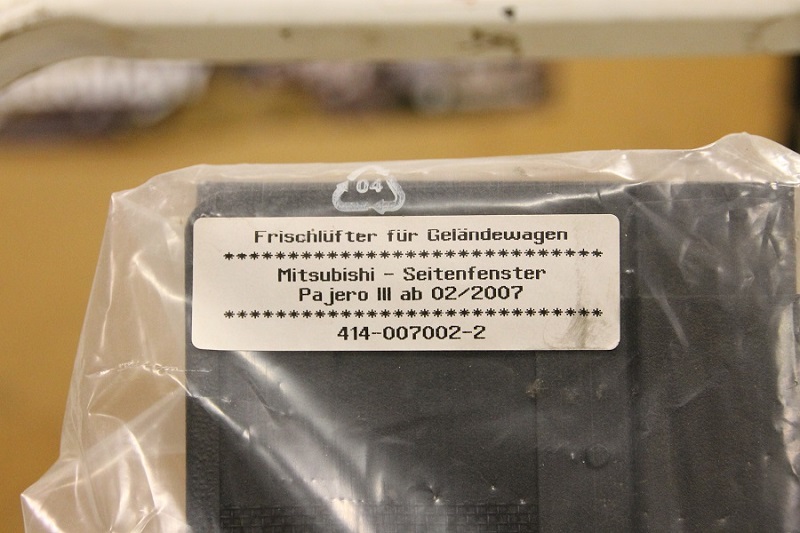 04
Frischlüfter für Geländewagen
****************************************
Mitsubishi - Seitenfenster
Pajero III ab 02/2007
****************************************
414-007002-2